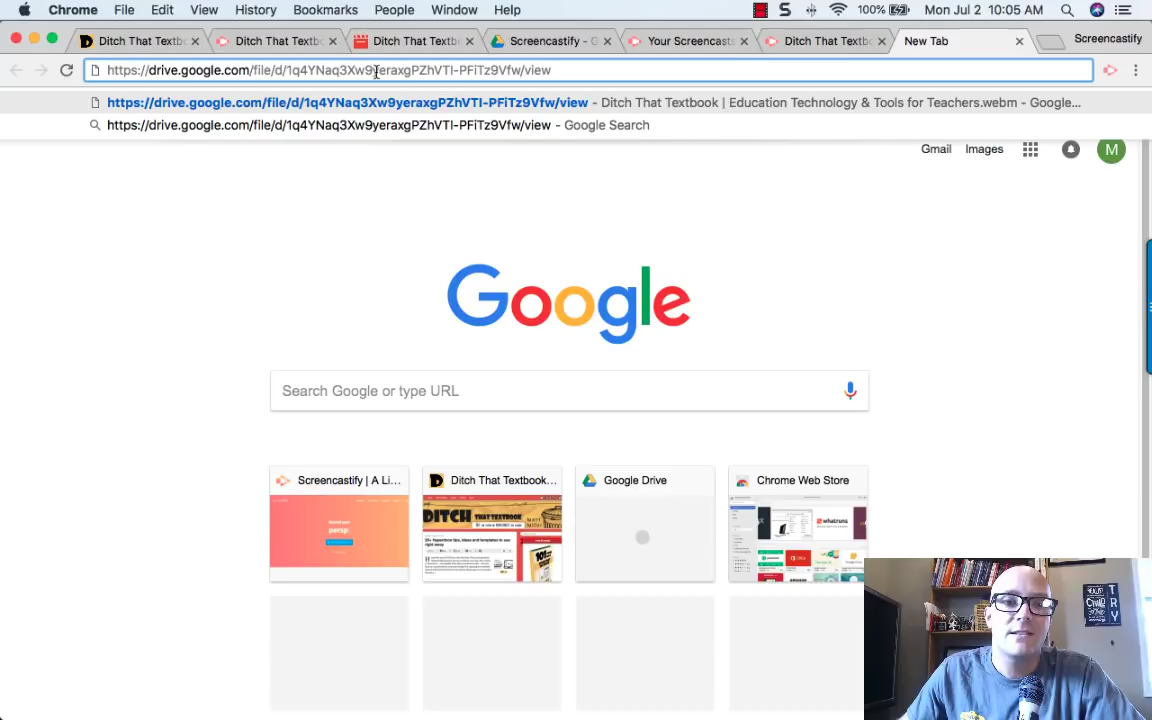 Chrome File Edit View History Bookmarks People Window Help 100% Mon Jul 2 10:05 AM
Ditch That Textb Ditch That Textb Ditch That Textb Screencastify - G Your Screencasts Ditch That Textb New Tab Screencastify
https://drive.google.com/file/d/1q4YNaq3Xw9yeraxgPZhVTI-PFiTz9Vfw/view
https://drive.google.com/file/d/1q4YNaq3Xw9yeraxgPZhVTI-PFiTz9Vfw/view - Ditch That Textbook | Education Technology & Tools for Teachers.webm - Google...
https://drive.google.com/file/d/1q4YNaq3Xw9yeraxgPZhVTI-PFiTz9Vfw/view - Google Search
Gmail Images M
Google
Search Google or type URL
Screencastify | A Li... Ditch That Textbook... Google Drive Chrome Web Store
DITCH THAT TEXTBOOK
TRY